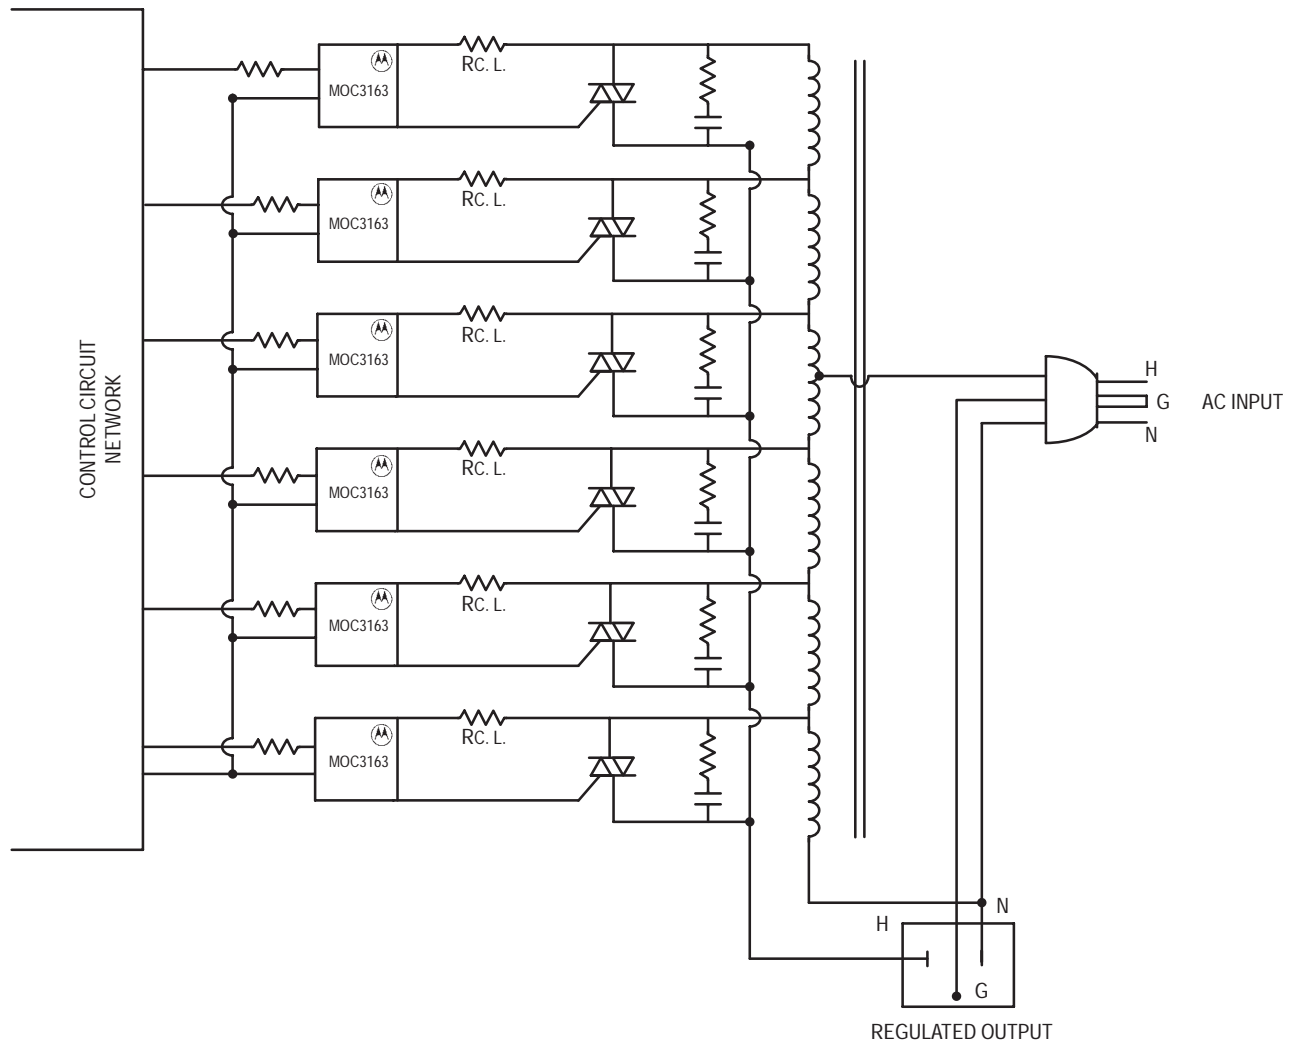 RC. L.
MOC3163
RC. L.
MOC3163
RC. L.
MOC3163
CONTROL CIRCUIT
NETWORK
H
G
AC INPUT
N
RC. L.
MOC3163
RC. L.
MOC3163
RC. L.
MOC3163
N
H
G
REGULATED OUTPUT